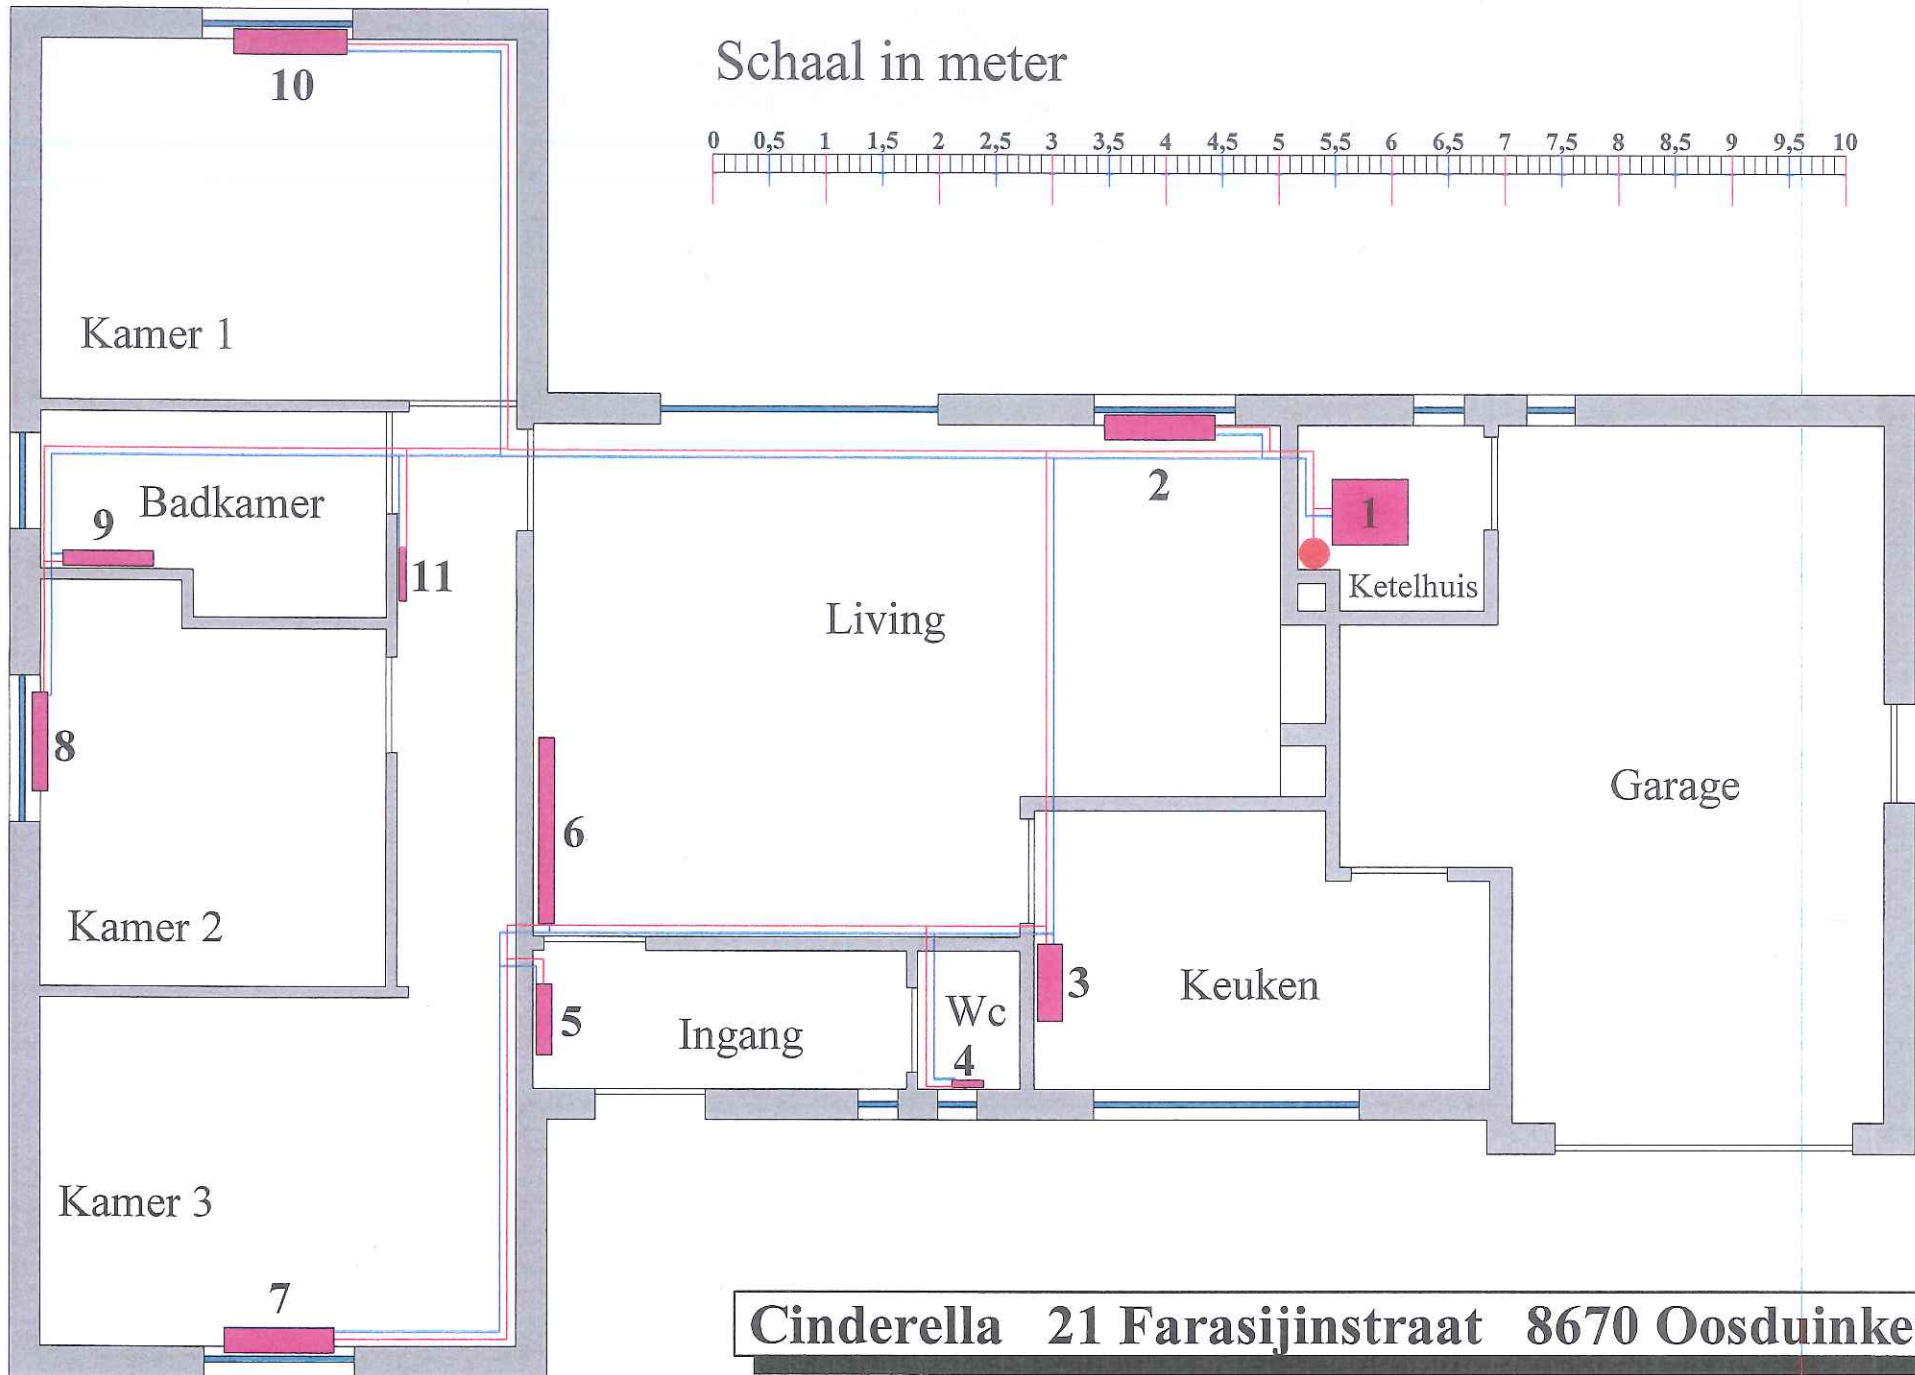 Schaal in meter
0 0,5 1 1,5 2 2,5 3 3,5 4 4,5 5 5,5 6 6,5 7 7,5 8 8,5 9 9,5 10
10
Kamer 1
Badkamer
9
11
2
1
Ketelhuis
Living
8
6
Garage
Kamer 2
5
Ingang
Wc
4
3
Keuken
Kamer 3
7
Cinderella 21 Farasijinstraat 8670 Oosduinke